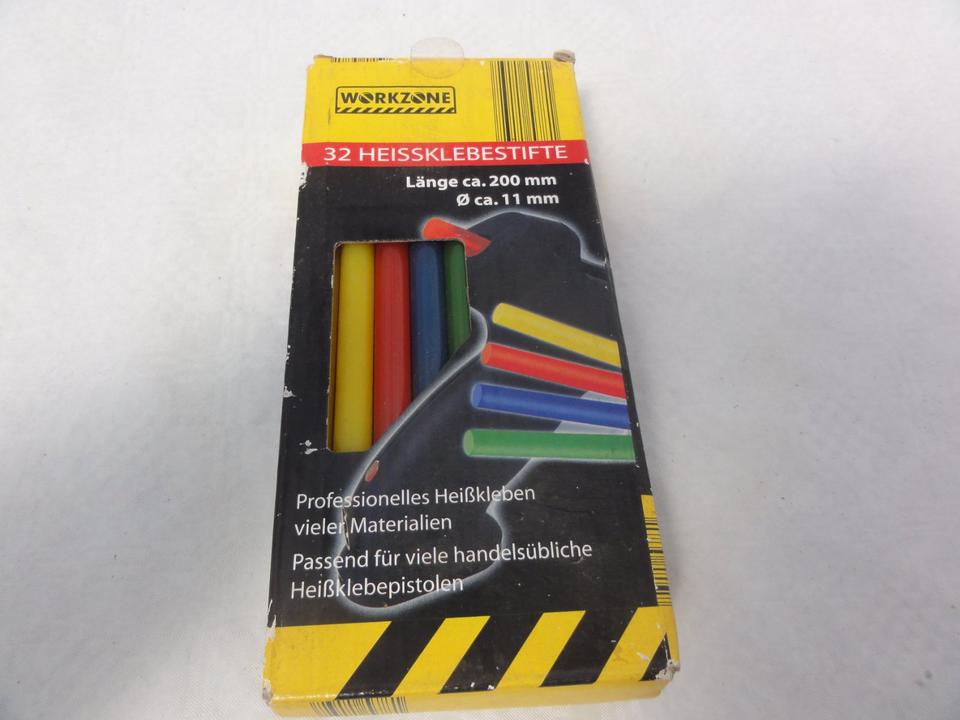 WORKZONE
32 HEISSKLEBESTIFTE
Länge ca. 200 mm
Ø ca. 11 mm
Professionelles Heißkleben
vieler Materialien
Passend für viele handelsübliche
Heißklebepistolen